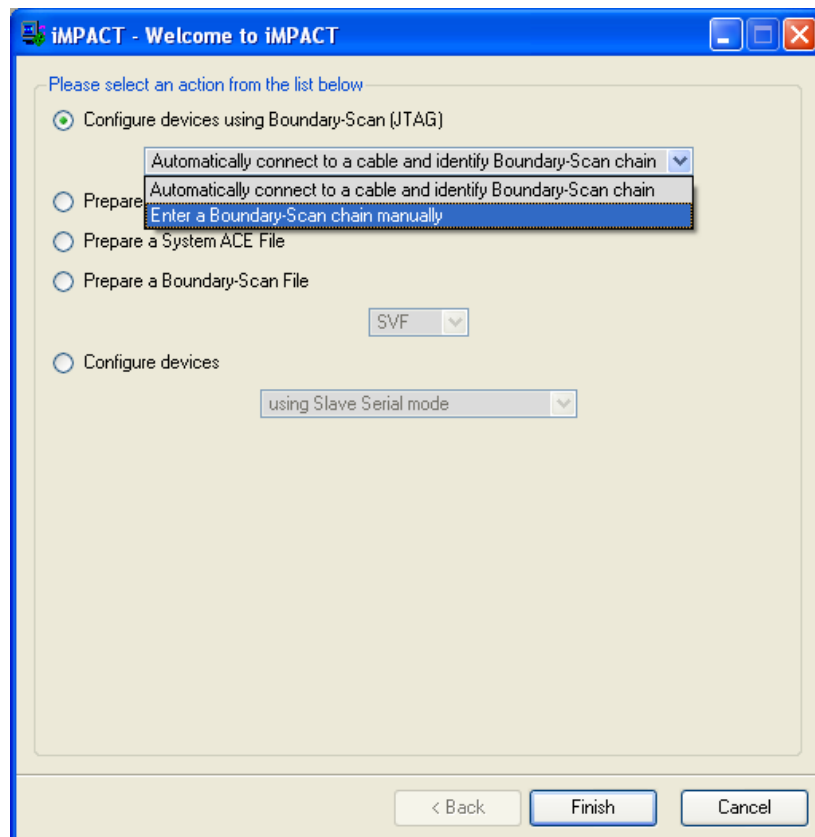 iMPACT - Welcome to iMPACT
Please select an action from the list below
Configure devices using Boundary-Scan (JTAG)
Automatically connect to a cable and identify Boundary-Scan chain
Automatically connect to a cable and identify Boundary-Scan chain
Prepare
Enter a Boundary-Scan chain manually
Prepare a System ACE File
Prepare a Boundary-Scan File
SVF
Configure devices
using Slave Serial mode
< Back Finish Cancel